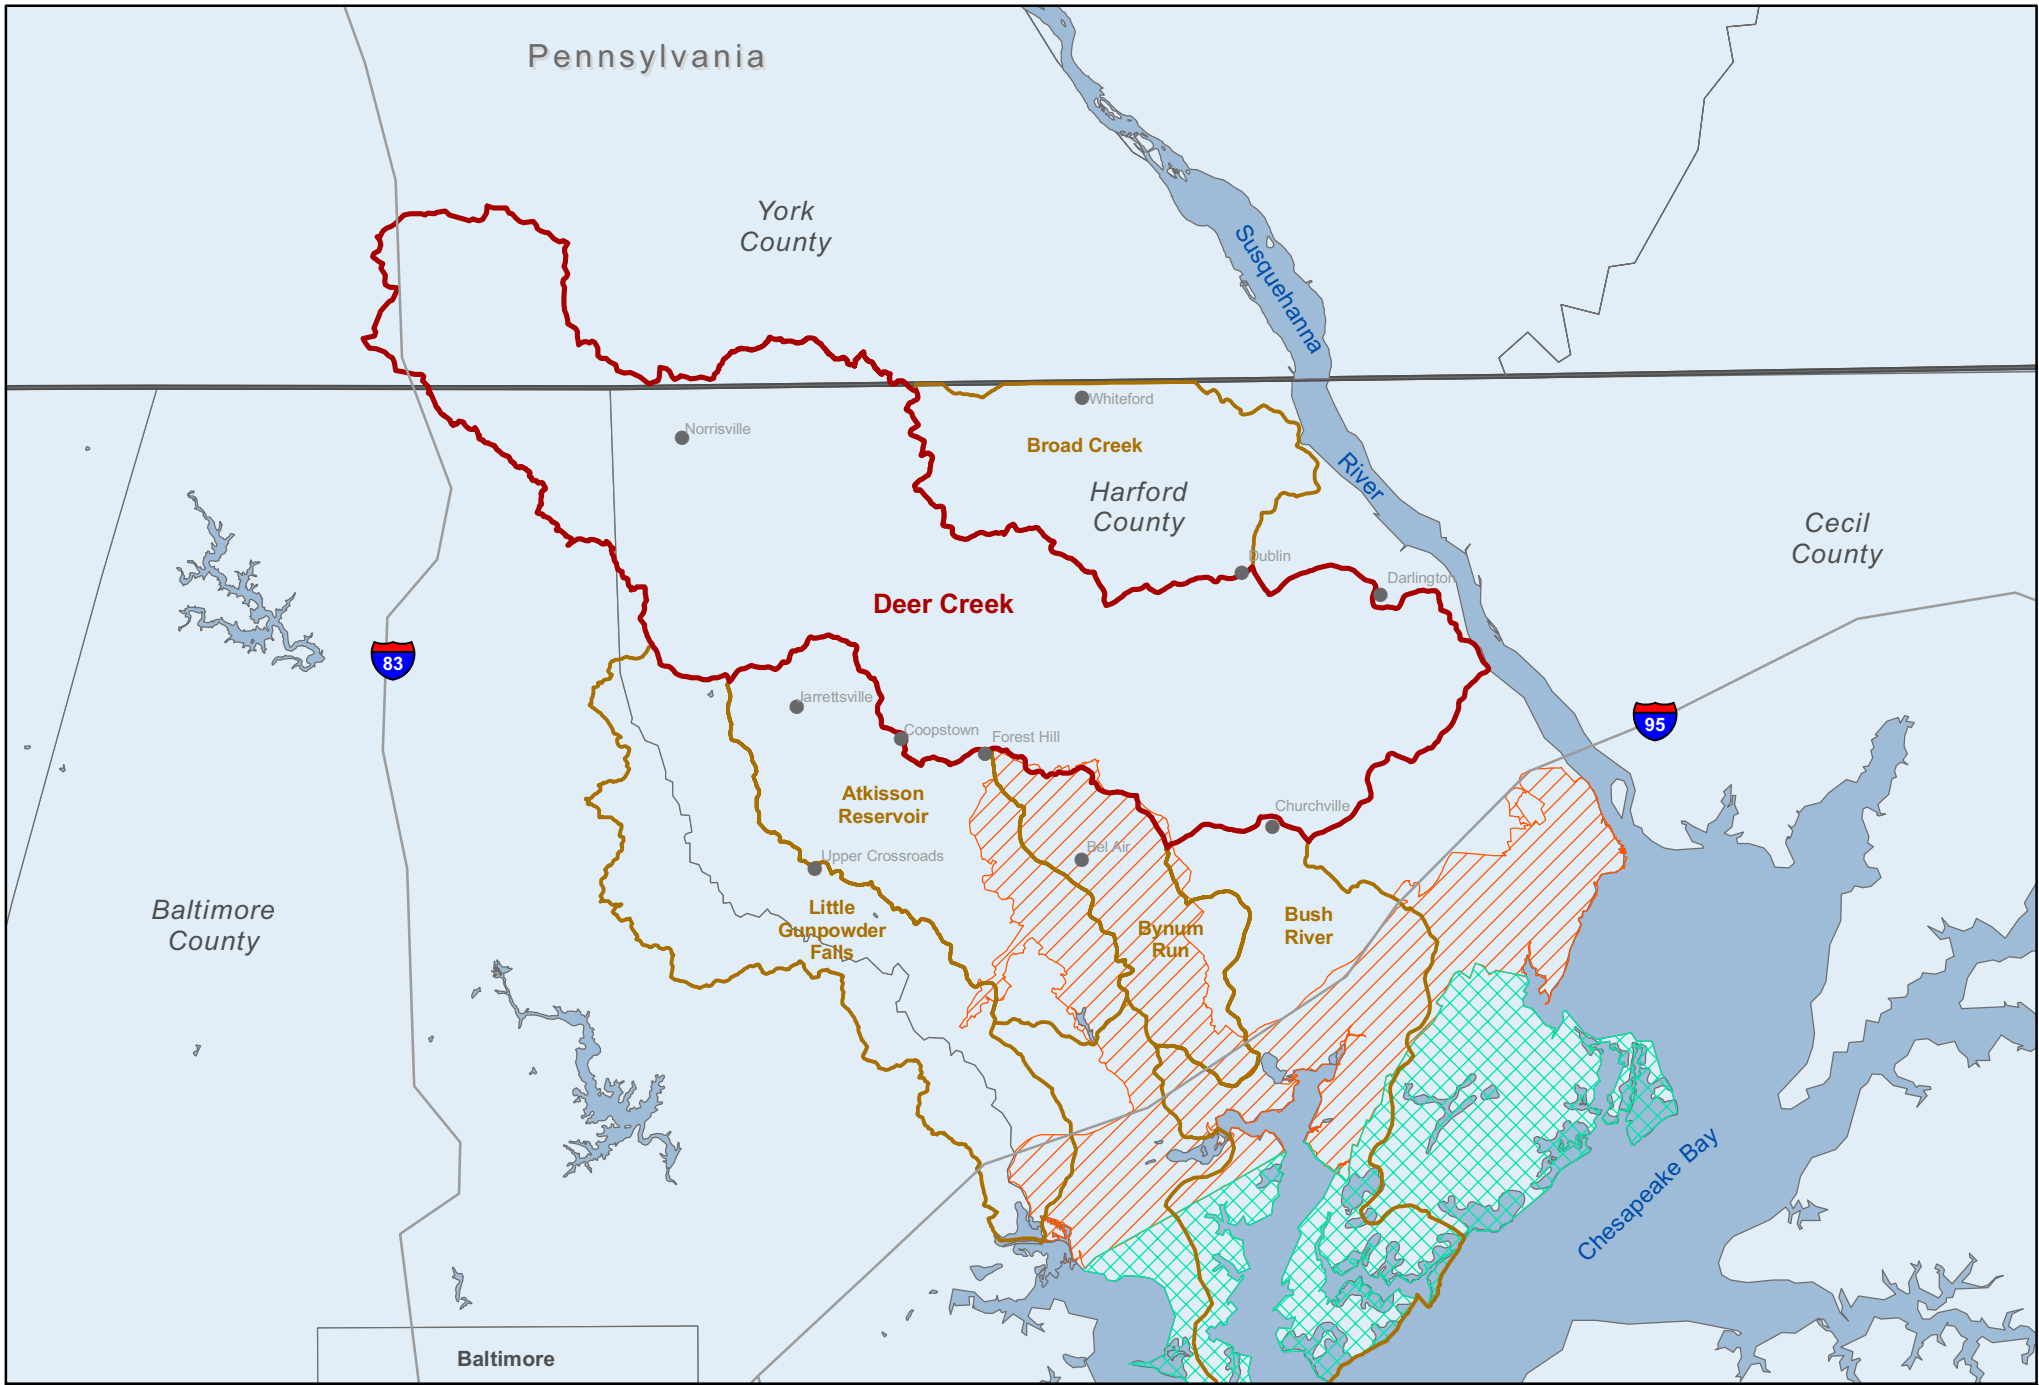 Pennsylvania
York
County
Susquehanna
River
Whiteford
Norrisville
Broad Creek
Harford
County
Cecil
County
Dublin
Darlington
Deer Creek
83
Jarrettsville
95
Coopstown
Forest Hill
Atkisson
Reservoir
Churchville
Bel Air
Upper Crossroads
Baltimore
County
Little
Gunpowder
Falls
Bynum
Run
Bush
River
Chesapeake Bay
Baltimore